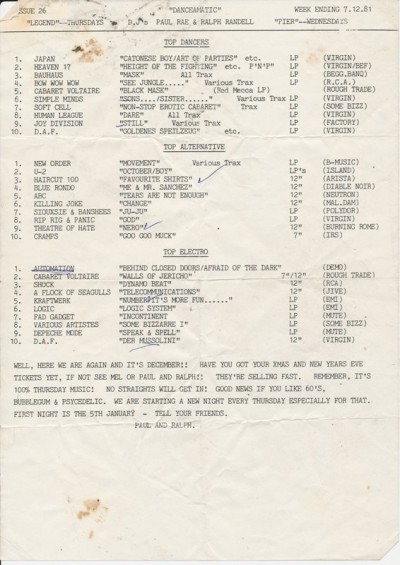 ISSUE 26 "DANCEAMATIC" WEEK ENDING 7.12.81
"LEGEND"--THURSDAYS D.J's PAUL RAE & RALPH RANDELL "PIER"--WEDNESDAYS
TOP DANCERS
1. JAPAN "CATONESE BOY/ART OF PARTIES" etc. LP (VIRGIN)
2. HEAVEN 17 "HEIGHT OF THE FIGHTING" etc. P'N'P" LP (VIRGIN/BEF)
3. BAUHAUS "MASK" All Trax LP (BEGG.BANQ)
4. BOW WOW WOW "SEE JUNGLE....." Various Trax LP (R.C.A.)
5. CABARET VOLTAIRE "BLACK MASK" (Red Mecca LP) LP (ROUGH TRADE)
6. SIMPLE MINDS "SONS..../SISTER......" Various Trax LP (VIRGIN)
7. SOFT CELL "NON-STOP EROTIC CABARET" Trax LP (SOME BIZZ)
8. HUMAN LEAGUE "DARE" All Trax LP (VIRGIN)
9. JOY DIVISION "STILL" Various Trax LP (FACTORY)
10. D.A.F. "GOLDENES SPEILZEUG" etc. LP (VIRGIN)
TOP ALTERNATIVE
1. NEW ORDER "MOVEMENT" Various Trax LP (B-MUSIC)
2. U-2 "OCTOBER/BOY" LP's (ISLAND)
3. HAIRCUT 100 "FAVOURITE SHIRTS" 12" (ARISTA)
4. BLUE RONDO "ME & MR. SANCHEZ" 12" (DIABLE NOIR)
5. ABC "TEARS ARE NOT ENOUGH" 12" (NEUTRON)
6. KILLING JOKE "CHANGE" 12" (MAL.DAM)
7. SIOUXSIE & BANSHEES "JU-JU" LP (POLYDOR)
8. RIP RIG & PANIC "GOD" LP (VIRGIN)
9. THEATRE OF HATE "NERO" 12" (BURNING ROME)
10. CRAMPS "GOO GOO MUCK" 7" (IRS)
TOP ELECTRO
1. AUTOMATION "BEHIND CLOSED DOORS/AFRAID OF THE DARK" (DEMO)
2. CABARET VOLTAIRE "WALLS OF JERICHO" 7"/12" (ROUGH TRADE)
3. SHOCK "DYNAMO BEAT" 12" (RCA)
4. A FLOCK OF SEAGULLS "TELECOMMUNICATIONS" 12" (JIVE)
5. KRAFTWERK "NUMBER/IT'S MORE FUN......" LP (EMI)
6. LOGIC "LOGIC SYSTEM" LP (EMI)
7. FAD GADGET "INCONTINENT" LP (MUTE)
8. VARIOUS ARTISTES "SOME BIZZARRE I" LP (SOME BIZZ)
9. DEPECHE MODE "SPEAK & SPELL" LP (MUTE)
10. D.A.F. "DER MUSSOLINI" 12" (VIRGIN)
WELL, HERE WE ARE AGAIN AND IT'S DECEMBER!! HAVE YOU GOT YOUR XMAS AND NEW YEARS EVE
TICKETS YET, IF NOT SEE MEL OR PAUL AND RALPH!! THEY'RE SELLING FAST. REMEMBER, IT'S
100% THURSDAY MUSIC! NO STRAIGHTS WILL GET IN! GOOD NEWS IF YOU LIKE 60'S,
BUBBLEGUM & PSYCEDELIC. WE ARE STARTING A NEW NIGHT EVERY THURSDAY ESPECIALLY FOR THAT.
FIRST NIGHT IS THE 5TH JANUARY - TELL YOUR FRIENDS.
PAUL AND RALPH.